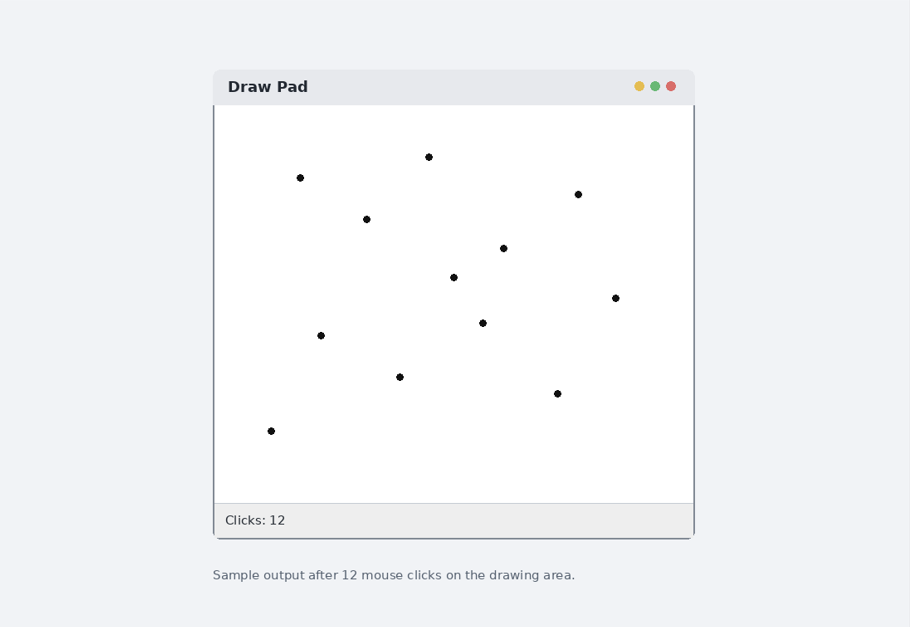 Draw Pad
Clicks: 12
Sample output after 12 mouse clicks on the drawing area.